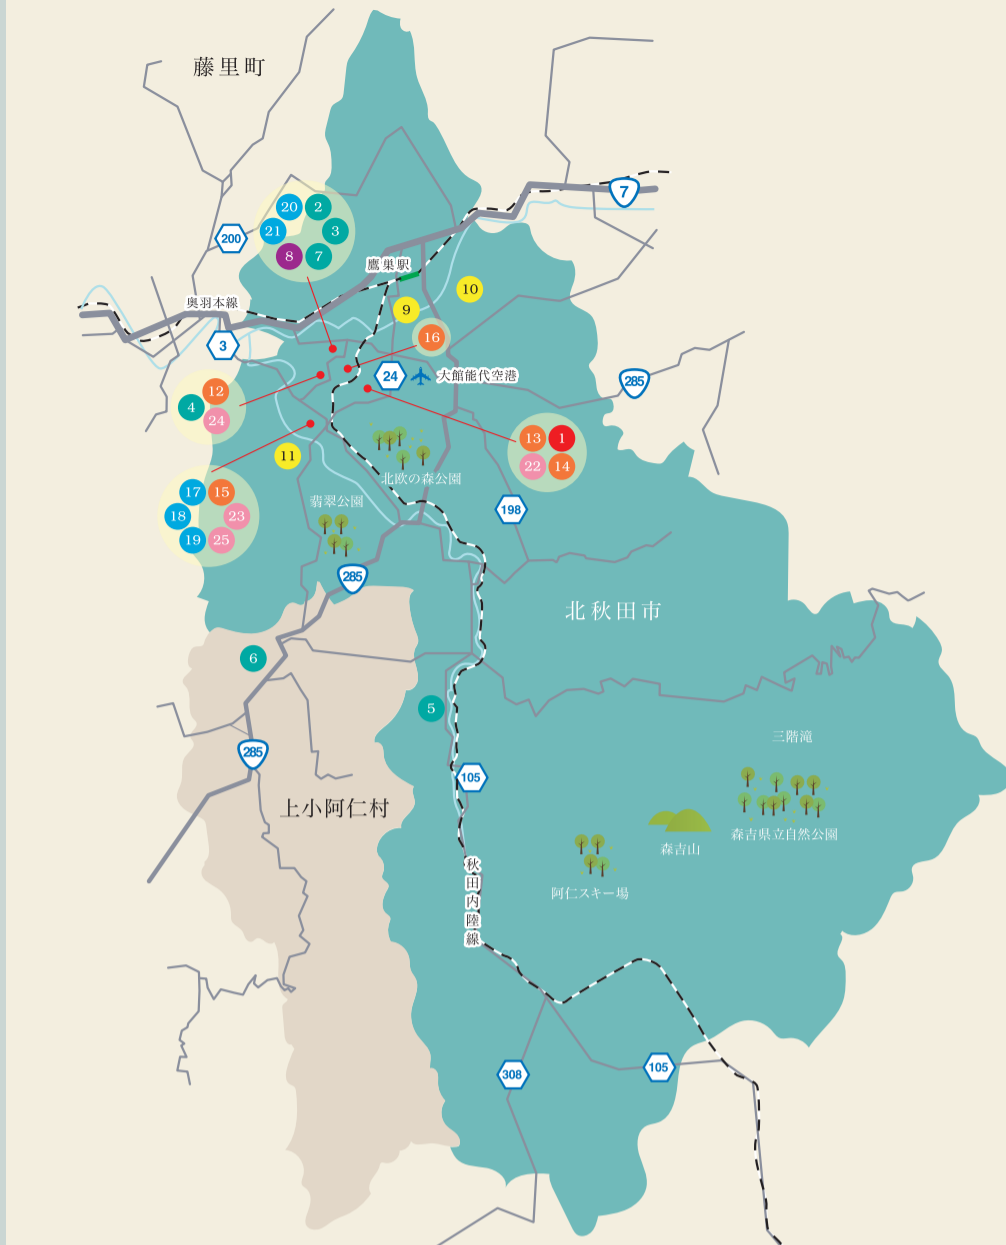 藤里町
7
20
2
21
3
8
7
200
鷹巣駅
10
奥羽本線
9
16
3
24
大館能代空港
285
12
4
24
13
1
22
14
11
北欧の森公園
17
15
18
23
19
25
翡翠公園
198
285
北秋田市
6
5
三階滝
285
105
上小阿仁村
森吉県立自然公園
森吉山
秋田内陸線
阿仁スキー場
308
105